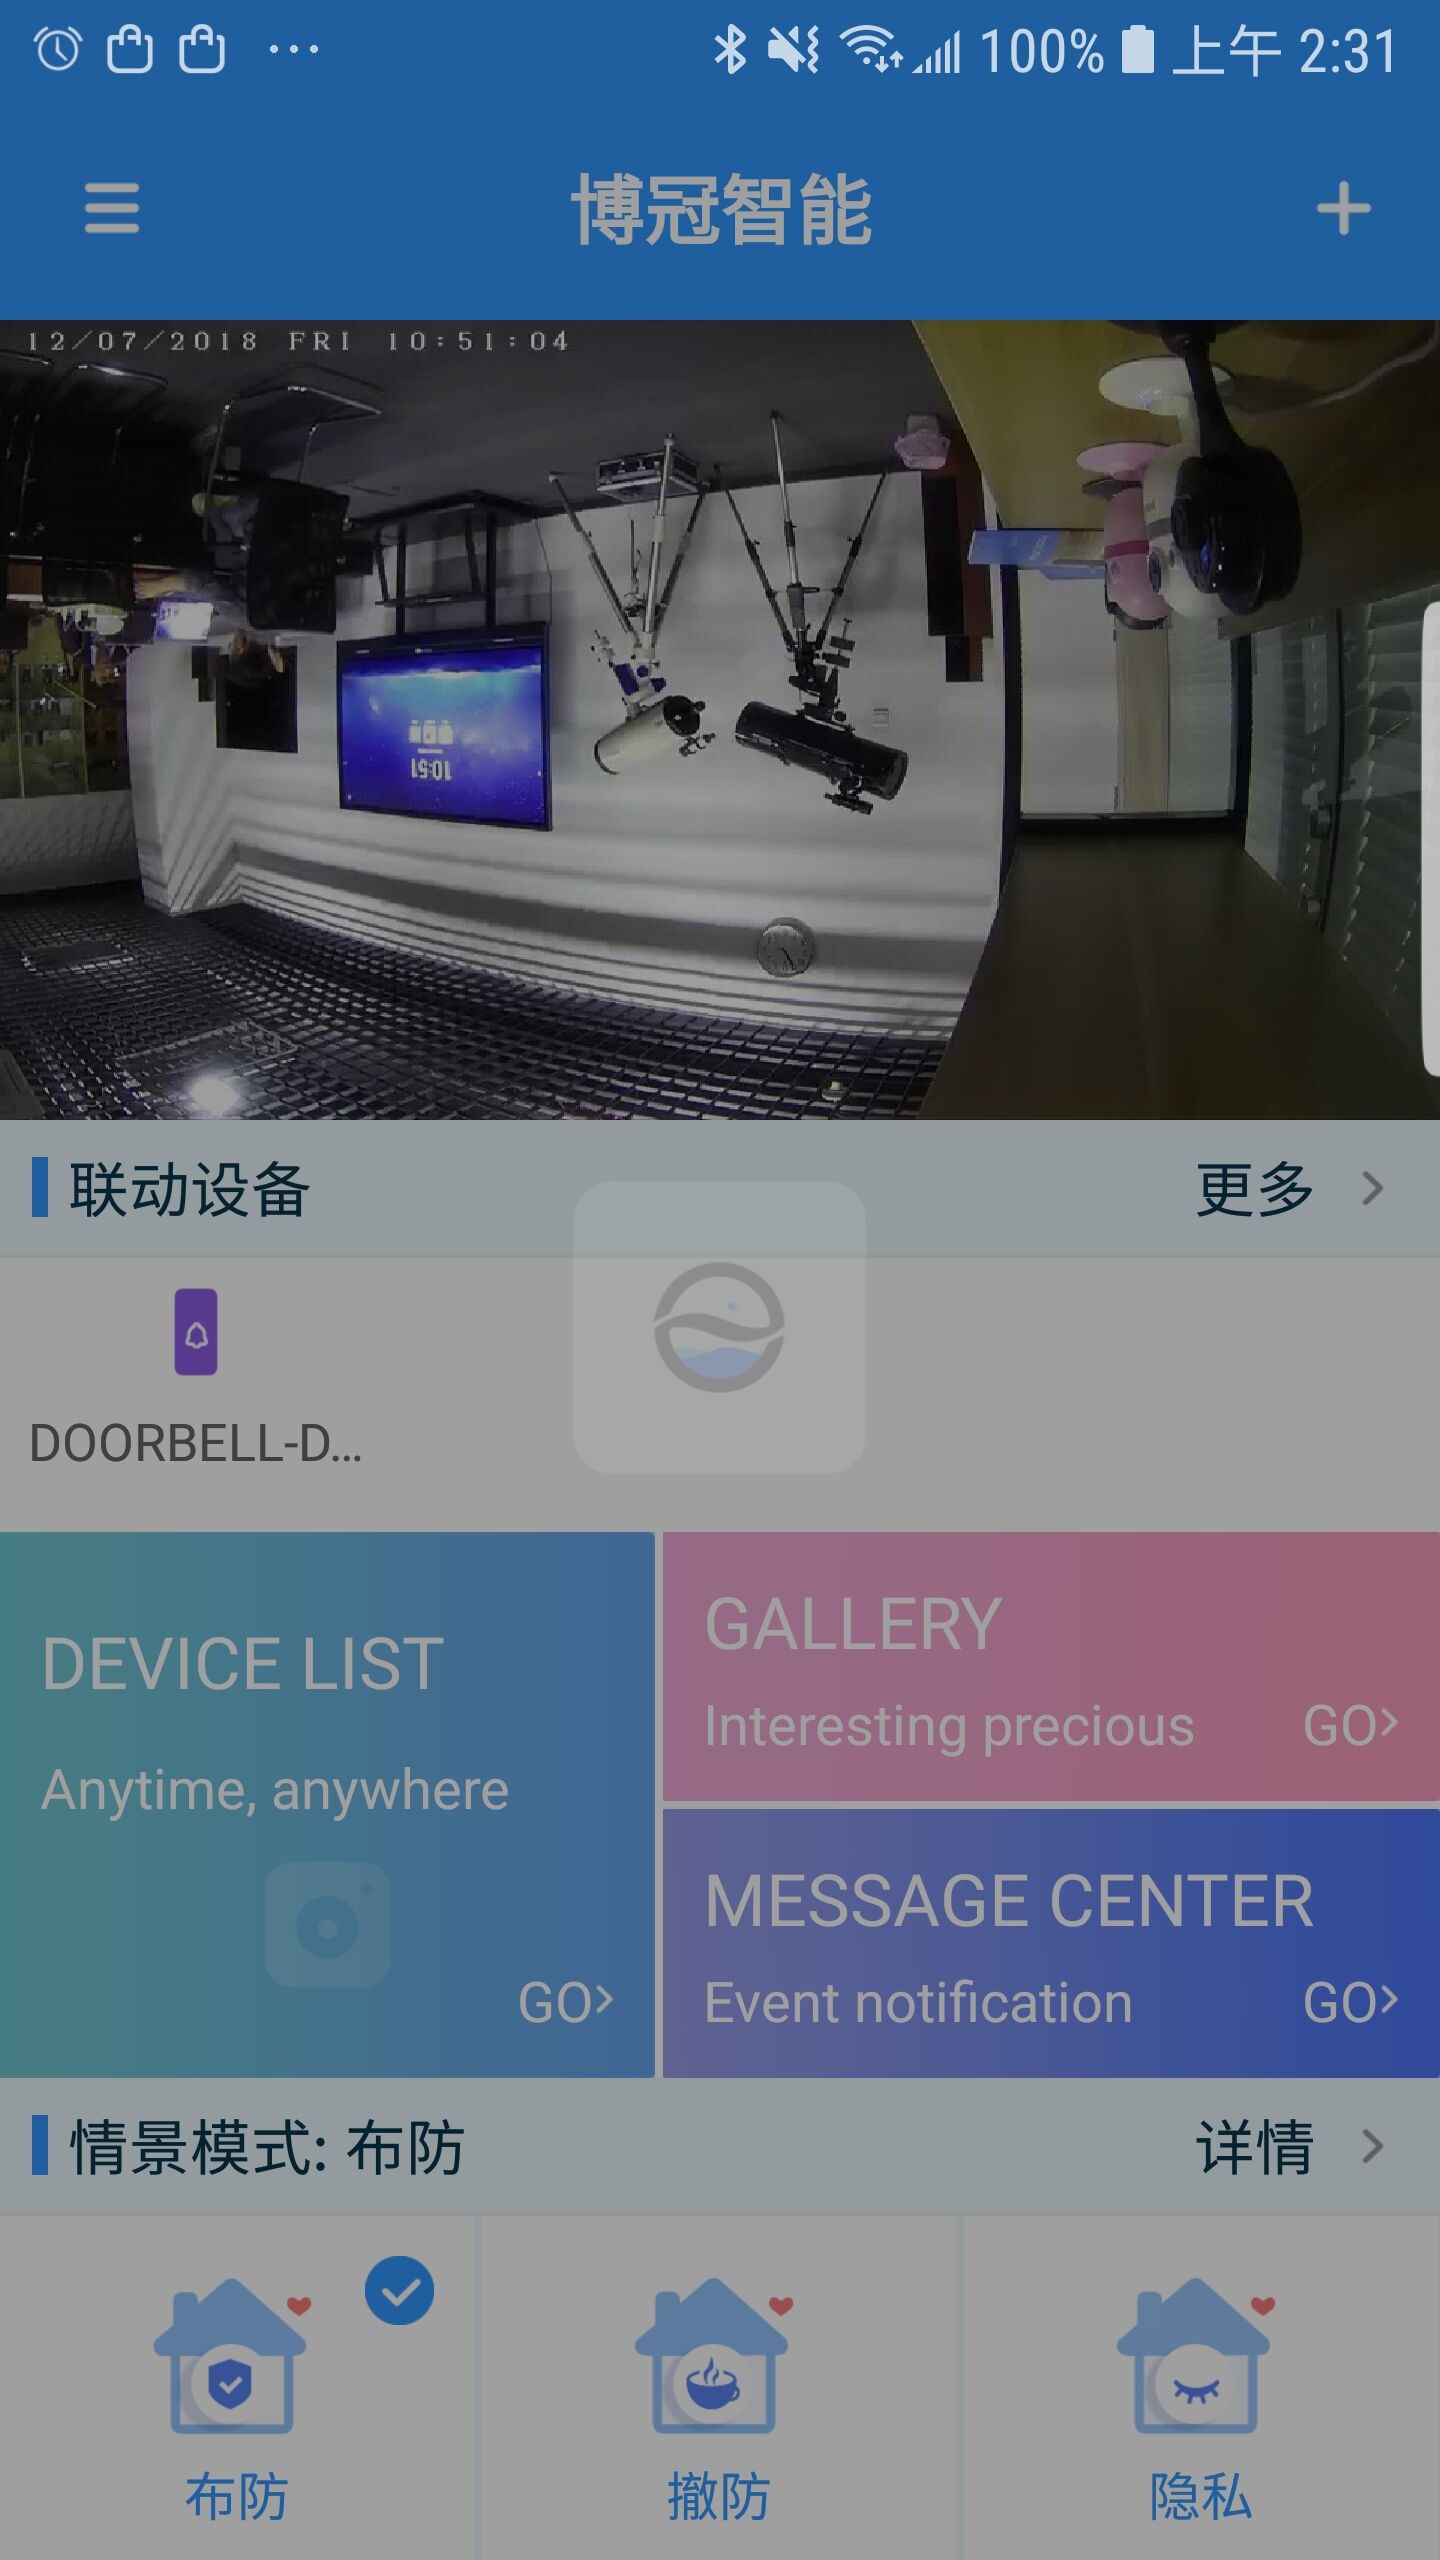 100% 上午 2:31
博冠智能
12/07/2018 FRI 10:51:04
10:51
联动设备
更多
DOORBELL-D...
DEVICE LIST
Anytime, anywhere
GO
GALLERY
Interesting precious
GO
MESSAGE CENTER
Event notification
GO
情景模式: 布防
详情
布防
撤防
隐私